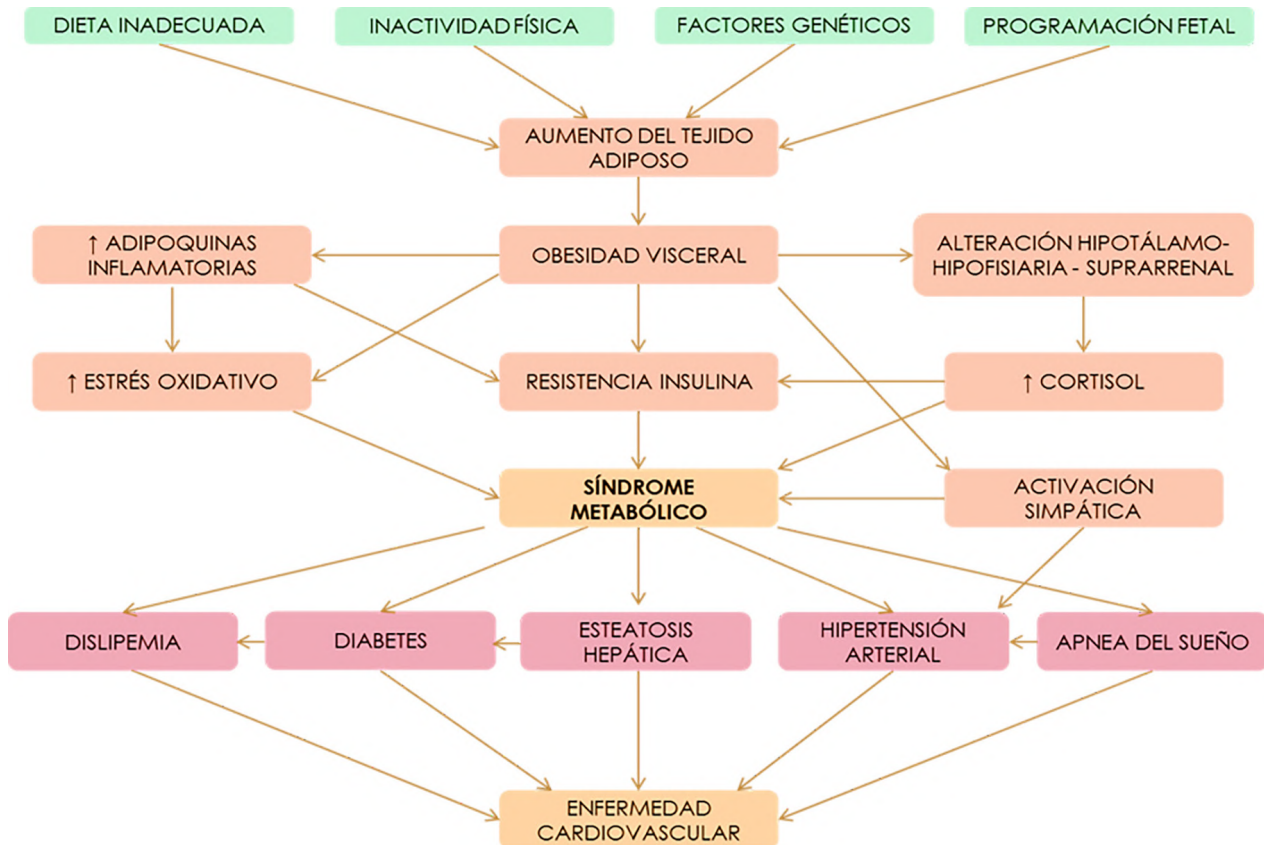 DIETA INADECUADA
INACTIVIDAD FÍSICA
FACTORES GENÉTICOS
PROGRAMACIÓN FETAL
AUMENTO DEL TEJIDO
ADIPOSO
↑ ADIPOQUINAS
INFLAMATORIAS
OBESIDAD VISCERAL
ALTERACIÓN HIPOTÁLAMO-
HIPOFISIARIA - SUPRARRENAL
↑ ESTRÉS OXIDATIVO
RESISTENCIA INSULINA
↑ CORTISOL
SÍNDROME
METABÓLICO
ACTIVACIÓN
SIMPÁTICA
DISLIPEMIA
DIABETES
ESTEATOSIS
HEPÁTICA
HIPERTENSIÓN
ARTERIAL
APNEA DEL SUEÑO
ENFERMEDAD
CARDIOVASCULAR